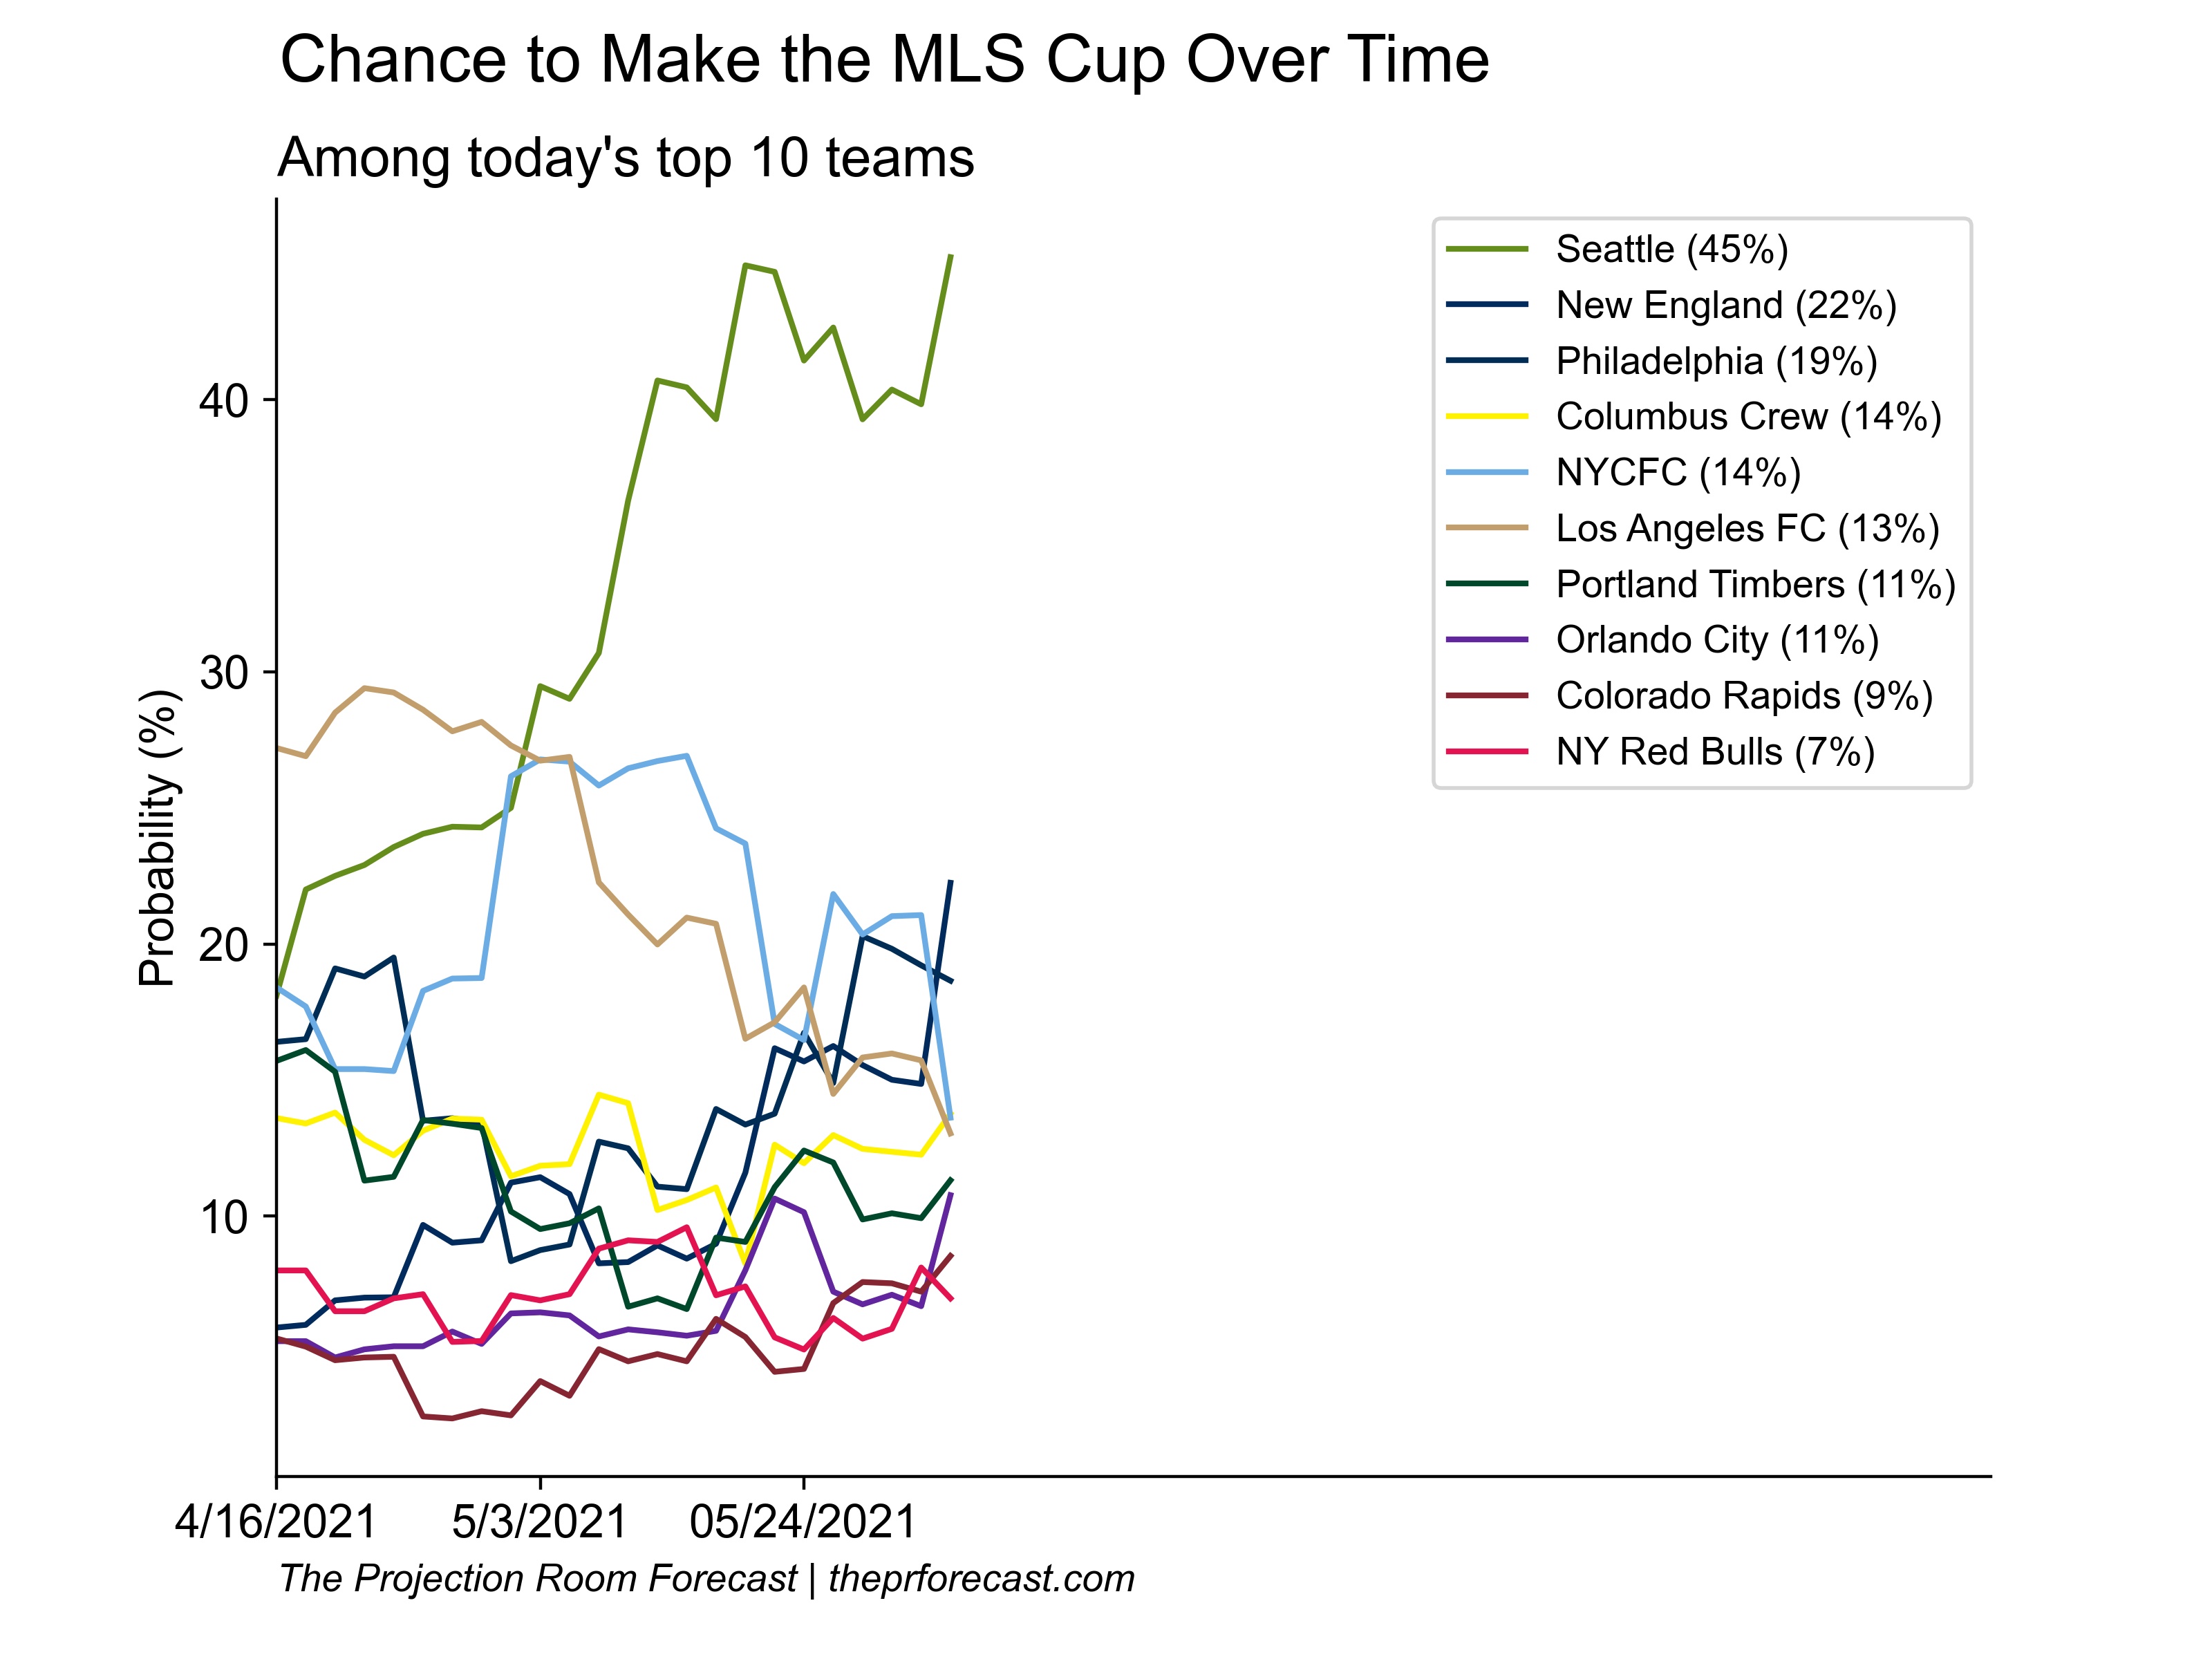 Chance to Make the MLS Cup Over Time
Among today's top 10 teams
Probability (%)
40
30
20
10
Seattle (45%)
New England (22%)
Philadelphia (19%)
Columbus Crew (14%)
NYCFC (14%)
Los Angeles FC (13%)
Portland Timbers (11%)
Orlando City (11%)
Colorado Rapids (9%)
NY Red Bulls (7%)
4/16/2021 5/3/2021 05/24/2021
The Projection Room Forecast | theprforecast.com